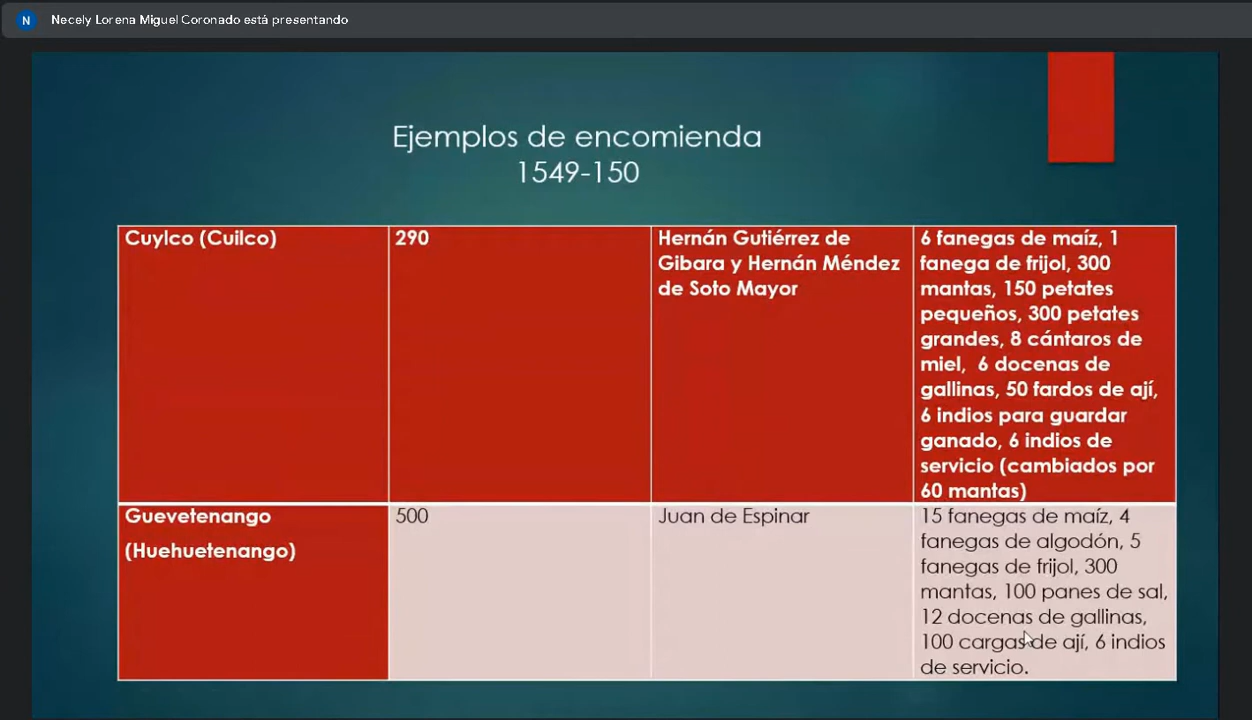 N
Necely Lorena Miguel Coronado está presentando
Ejemplos de encomienda
1549-150
Cuylco (Cuilco)
290
Hernán Gutiérrez de
Gibara y Hernán Méndez
de Soto Mayor
6 fanegas de maíz, 1
fanega de frijol, 300
mantas, 150 petates
pequeños, 300 petates
grandes, 8 cántaros de
miel, 6 docenas de
gallinas, 50 fardos de ají,
6 indios para guardar
ganado, 6 indios de
servicio (cambiados por
60 mantas)
Guevetenango
(Huehuetenango)
500
Juan de Espinar
15 fanegas de maíz, 4
fanegas de algodón, 5
fanegas de frijol, 300
mantas, 100 panes de sal,
12 docenas de gallinas,
100 cargas de ají, 6 indios
de servicio.